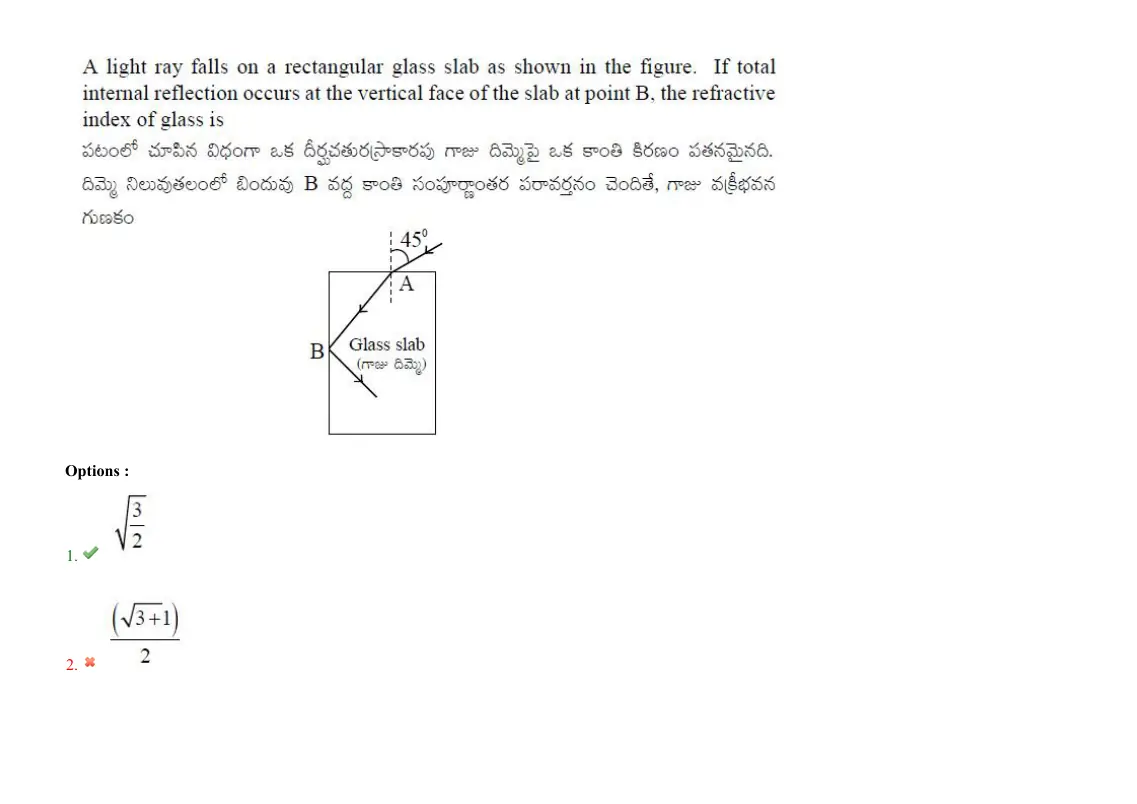 A light ray falls on a rectangular glass slab as shown in the figure. If total
internal reflection occurs at the vertical face of the slab at point B, the refractive
index of glass is
పటంలో చూపిన విధంగా ఒక దీర్ఘచతురస్రాకారపు గాజు దిమ్మెపై ఒక కాంతి కిరణం పతనమైనది.
దిమ్మె నిలువుతలంలో బిందువు B వద్ద కాంతి సంపూర్ణాంతర పరావర్తనం చెందితే, గాజు వక్రీభవన
గుణకం
45⁰
A
B
Glass slab
(గాజు దిమ్మె)
Options :
1. √(3/2)
2. (√3+1)/2